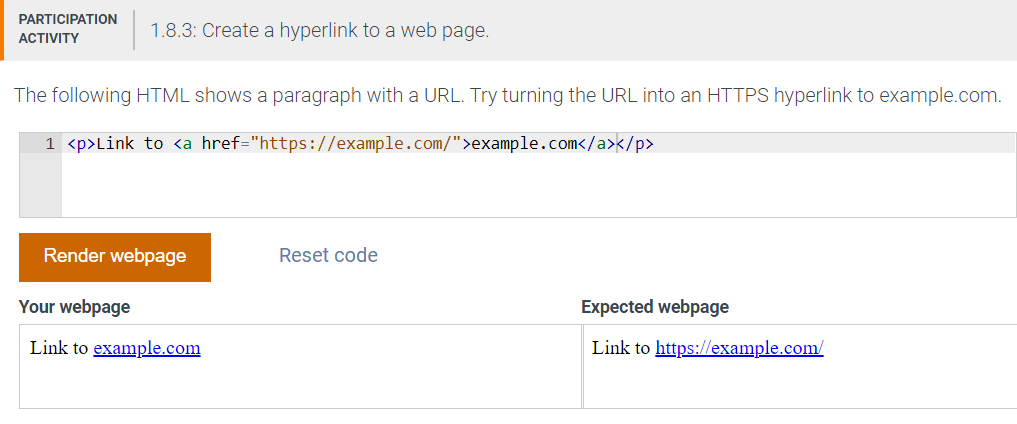 PARTICIPATION
ACTIVITY
1.8.3: Create a hyperlink to a web page.
The following HTML shows a paragraph with a URL. Try turning the URL into an HTTPS hyperlink to example.com.
1 <p>Link to <a href="https://example.com/">example.com</a></p>
Render webpage Reset code
Your webpage Expected webpage
Link to example.com Link to https://example.com/